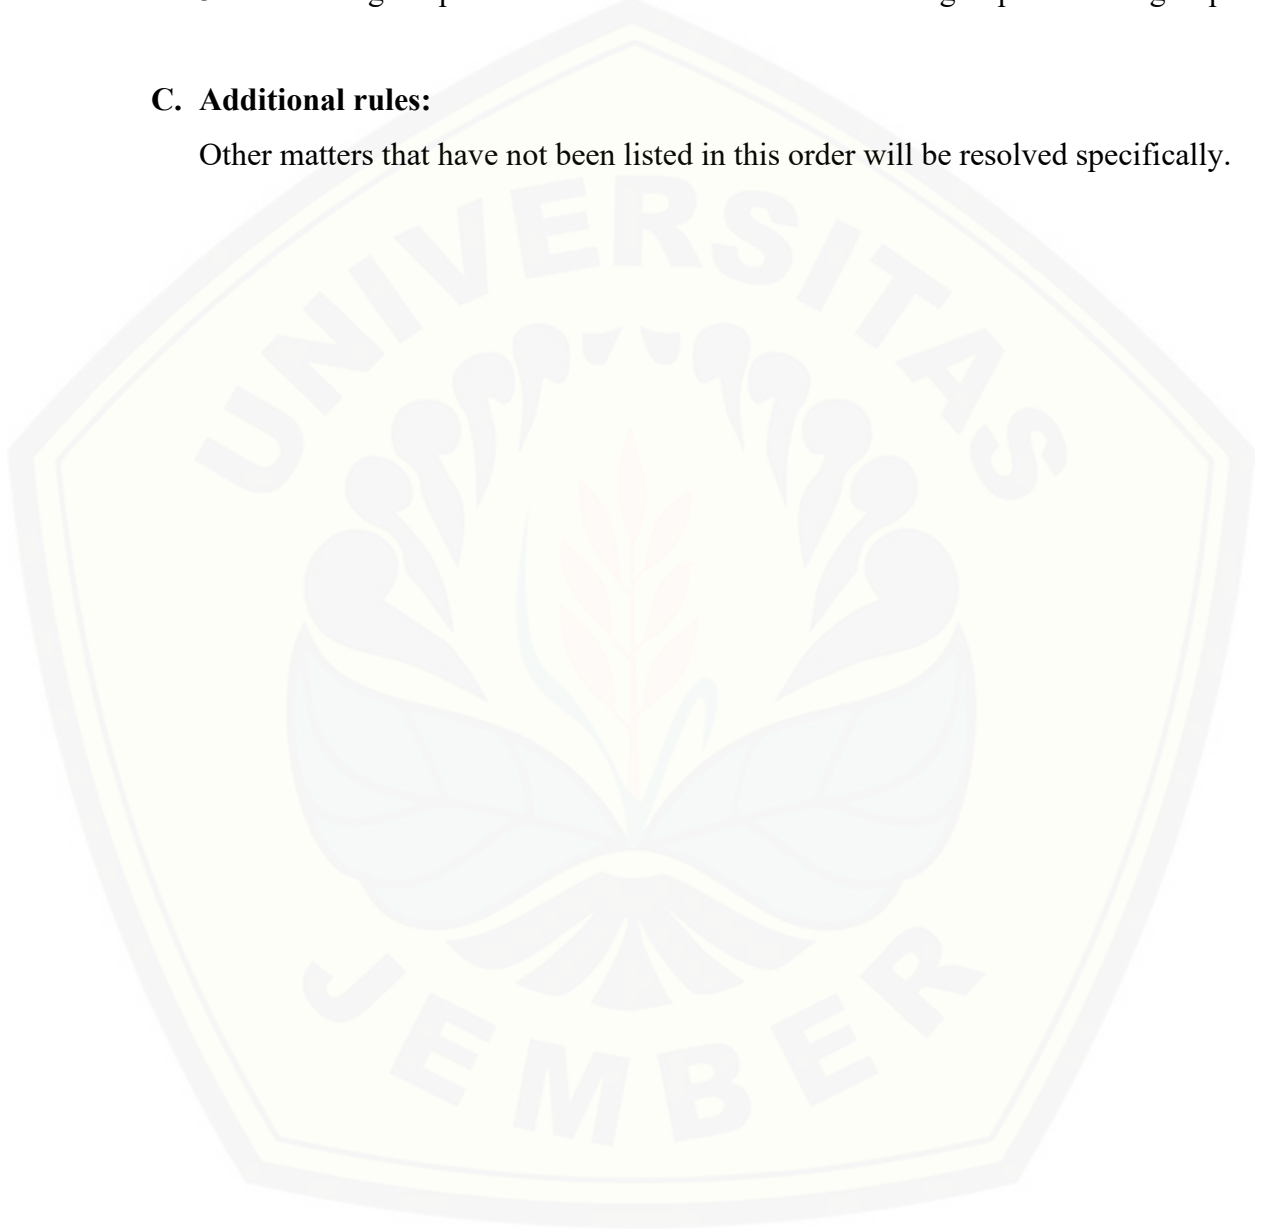 C. Additional rules:
Other matters that have not been listed in this order will be resolved specifically.
UNIVERSITAS
JEMBER